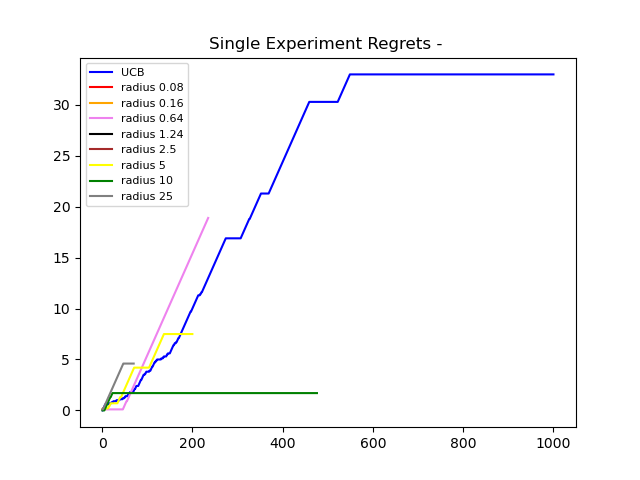 Single Experiment Regrets -
UCB
radius 0.08
radius 0.16
radius 0.64
radius 1.24
radius 2.5
radius 5
radius 10
radius 25
30
25
20
15
10
5
0
0 200 400 600 800 1000